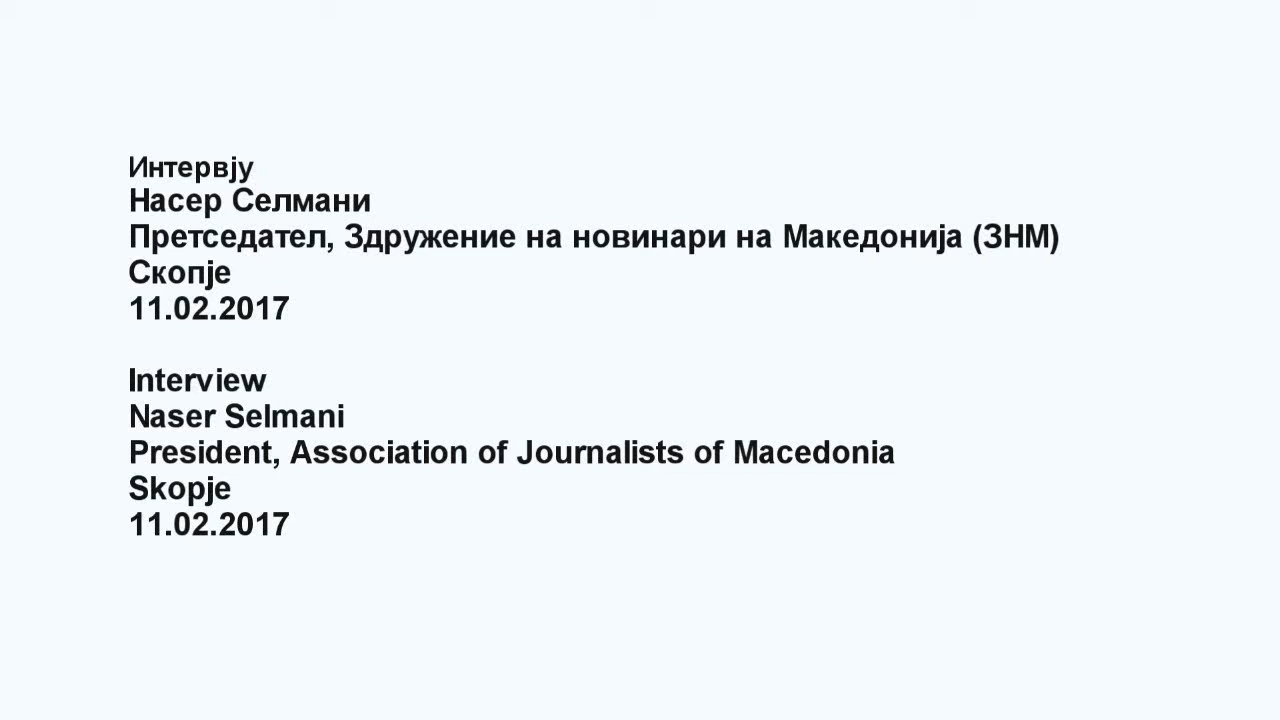 Интервју
Насер Селмани
Претседател, Здружение на новинари на Македонија (ЗНМ)
Скопје
11.02.2017
Interview
Naser Selmani
President, Association of Journalists of Macedonia
Skopje
11.02.2017